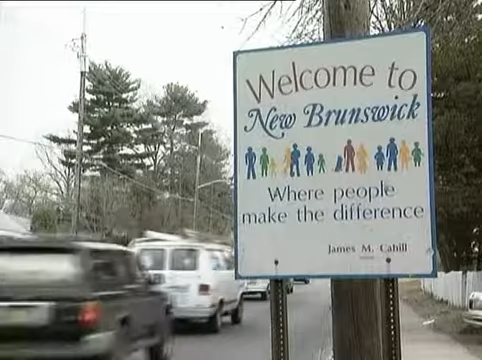 Welcome to
New Brunswick
Where people
make the difference
James M. Cahill